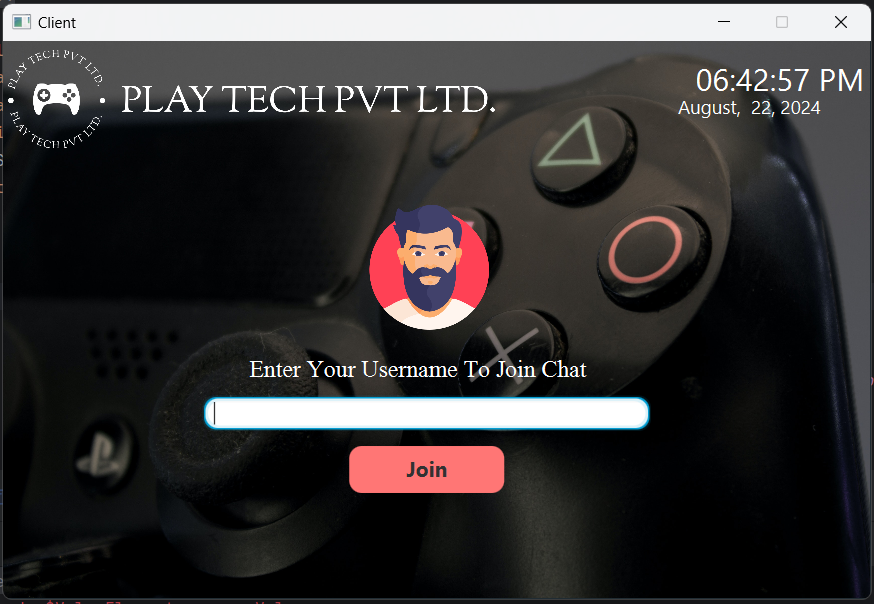 Client
PLAY TECH PVT LTD.
PLAY TECH PVT LTD.
PLAY TECH PVT LTD.
06:42:57 PM
August,  22, 2024
Enter Your Username To Join Chat
Join